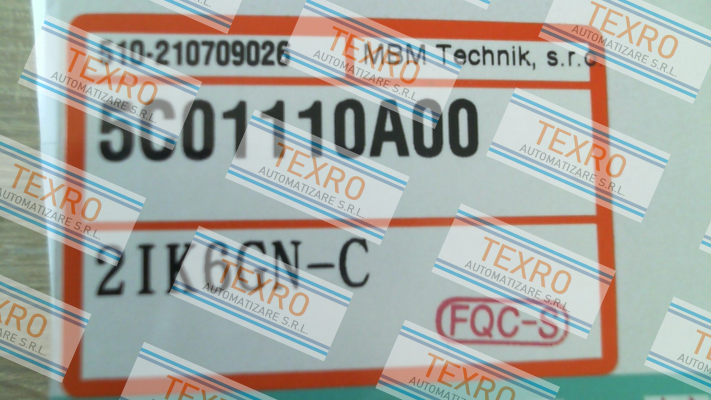 510-210709026 MBM Technik, s.r.o
5C01110A00
2IK6GN-C
FQC-S
TEXRO
AUTOMATIZARE S.R.L.